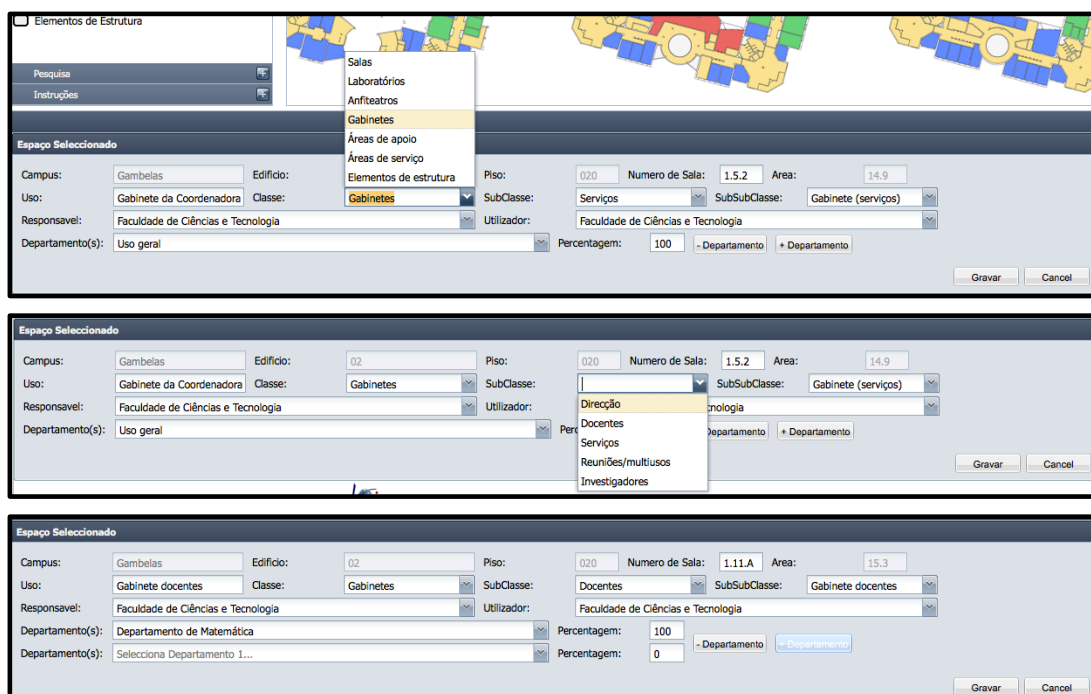 Elementos de Estrutura
Pesquisa
Instruções
Salas
Laboratórios
Anfiteatros
Gabinetes
Áreas de apoio
Áreas de serviço
Elementos de estrutura
Espaço Seleccionado
Campus: Gambelas Edificio: Piso: 020 Numero de Sala: 1.5.2 Area: 14.9
Uso: Gabinete da Coordenadora Classe: Gabinetes SubClasse: Serviços SubSubClasse: Gabinete (serviços)
Responsavel: Faculdade de Ciências e Tecnologia Utilizador: Faculdade de Ciências e Tecnologia
Departamento(s): Uso geral Percentagem: 100 - Departamento + Departamento
Gravar Cancel
Espaço Seleccionado
Campus: Gambelas Edificio: 02 Piso: 020 Numero de Sala: 1.5.2 Area: 14.9
Uso: Gabinete da Coordenadora Classe: Gabinetes SubClasse: SubSubClasse: Gabinete (serviços)
Responsavel: Faculdade de Ciências e Tecnologia Utilizador: cnologia
Departamento(s): Uso geral Perc Departamento + Departamento
Direcção
Docentes
Serviços
Reuniões/multiusos
Investigadores
Gravar Cancel
Espaço Seleccionado
Campus: Gambelas Edificio: 02 Piso: 020 Numero de Sala: 1.11.A Area: 15.3
Uso: Gabinete docentes Classe: Gabinetes SubClasse: Docentes SubSubClasse: Gabinete docentes
Responsavel: Faculdade de Ciências e Tecnologia Utilizador: Faculdade de Ciências e Tecnologia
Departamento(s): Departamento de Matemática Percentagem: 100
Departamento(s): Selecciona Departamento 1... Percentagem: 0 - Departamento + Departamento
Gravar Cancel